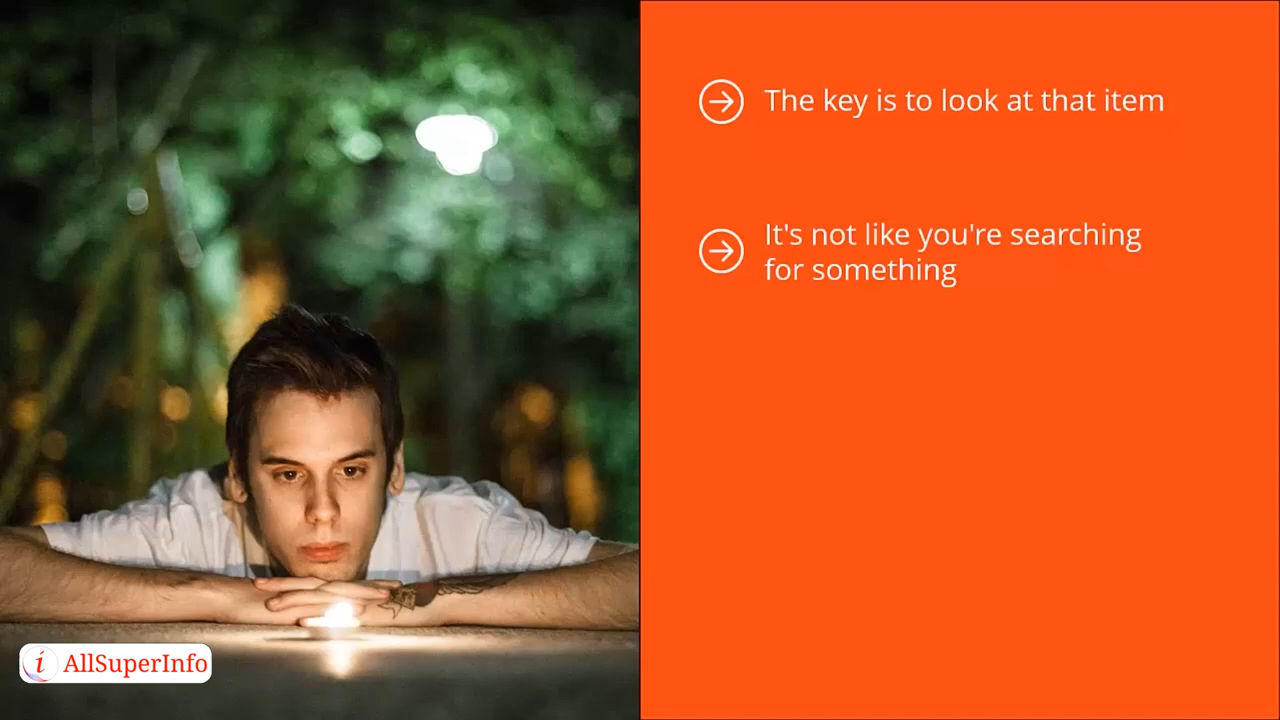 The key is to look at that item
It's not like you're searching
for something
i AllSuperInfo